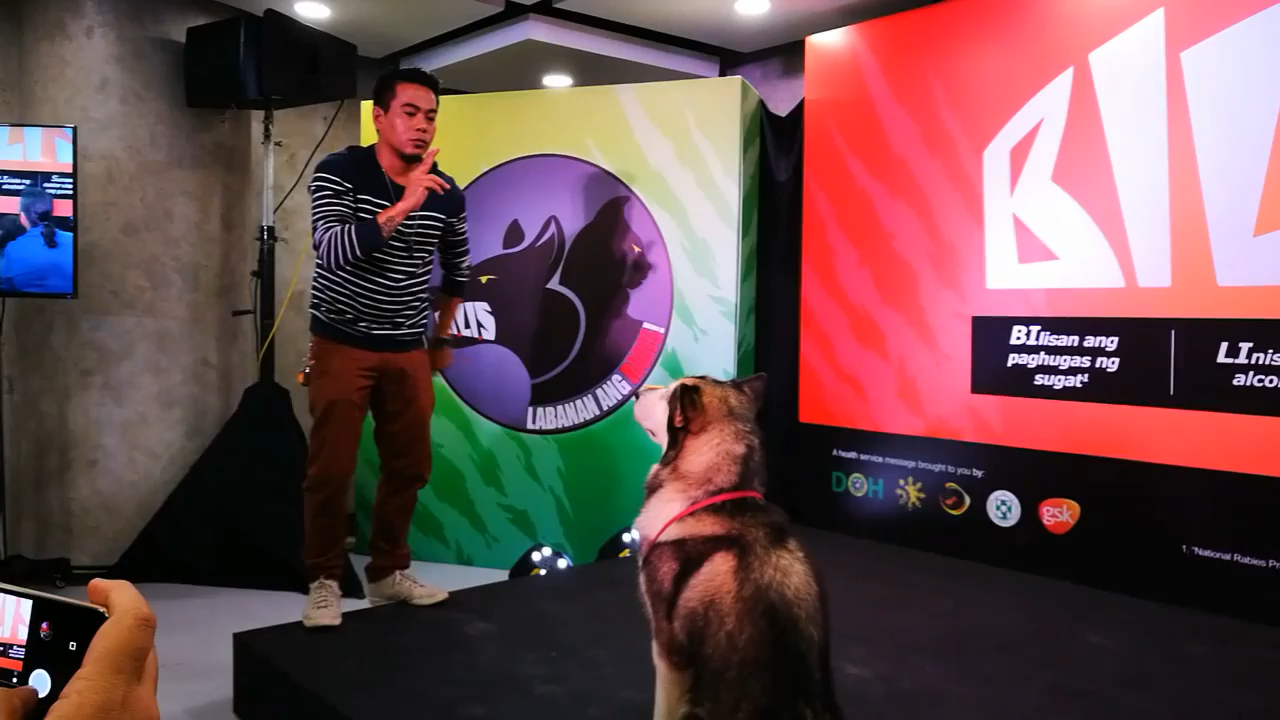 BI
BIlisan ang
paghugas ng
sugat¹
LInis
alco
LIS
LABANAN ANG
A health service message brought to you by:
DOH
gsk
1. "National Rabies Pr